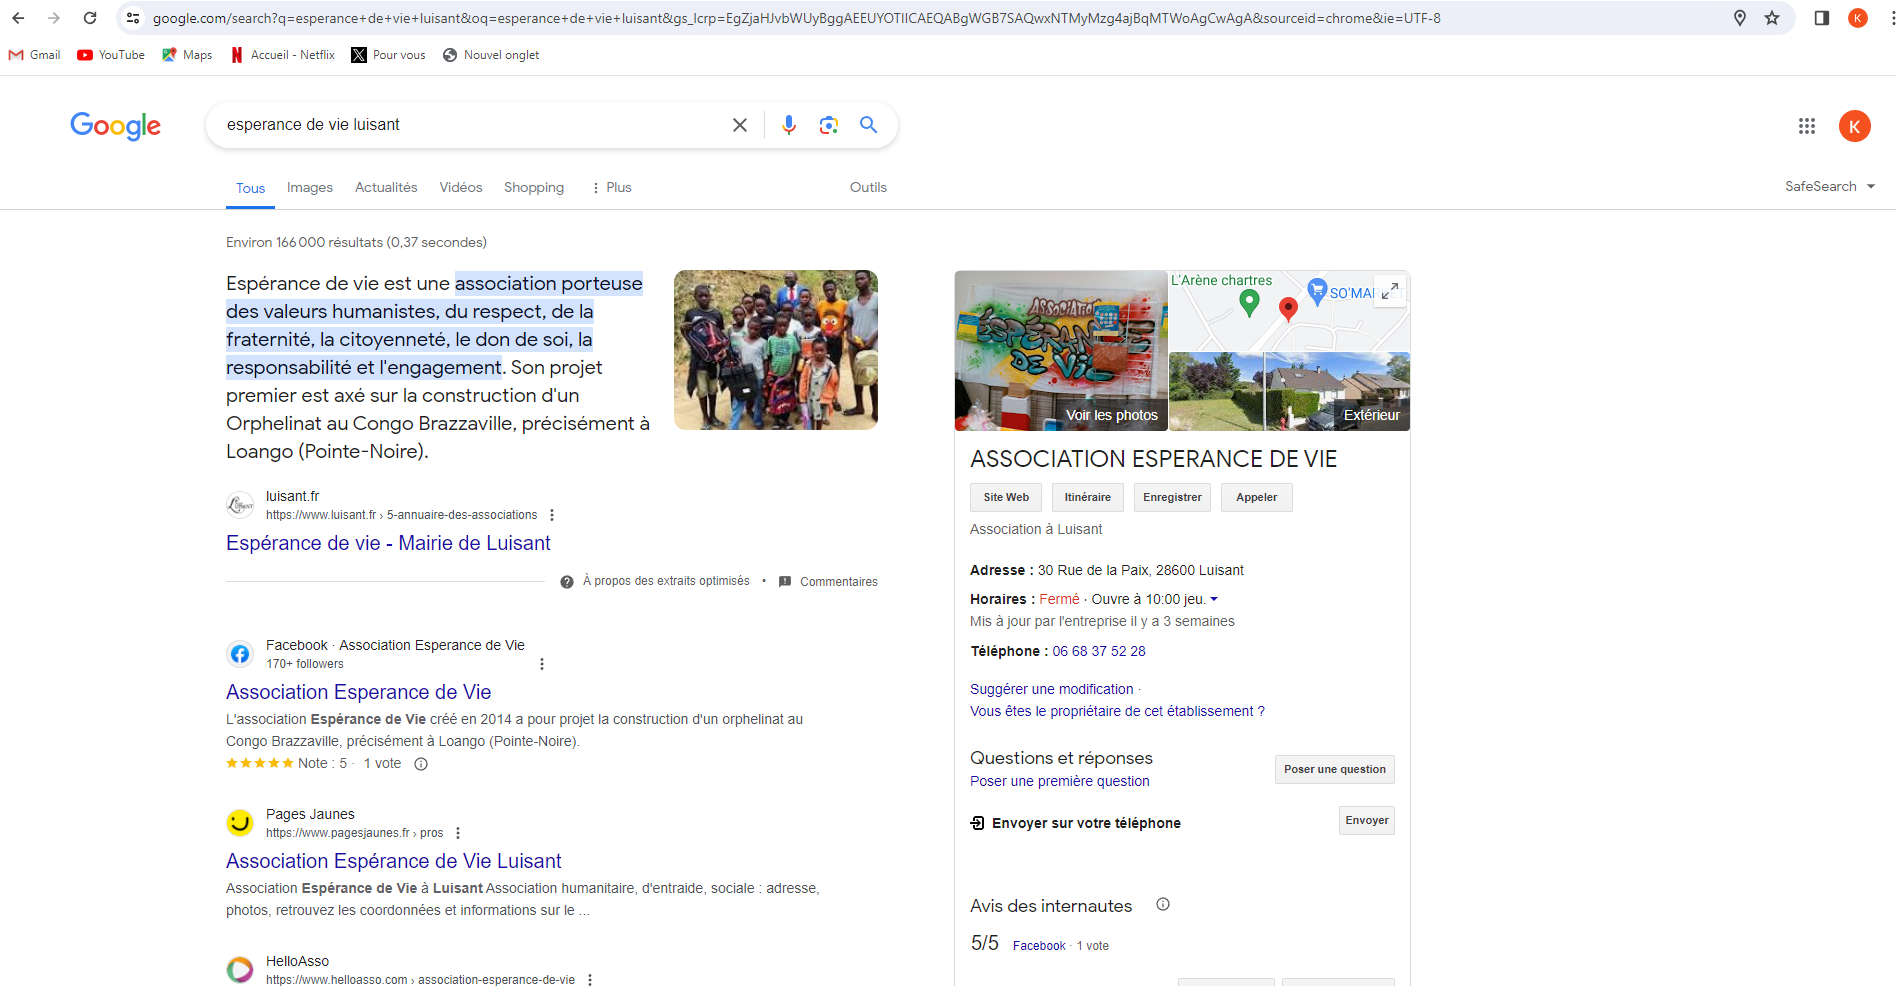 google.com/search?q=esperance+de+vie+luisant&oq=esperance+de+vie+luisant&gs_lcrp=EgZjaHJvbWUyBggAEEUYOTIICAEQABgWGB7SAQwxNTMyMzg4ajBqMTWoAgCwAgA&sourceid=chrome&ie=UTF-8
K
Gmail YouTube Maps Accueil - Netflix Pour vous Nouvel onglet
Google
esperance de vie luisant
K
Tous Images Actualités Vidéos Shopping Plus Outils SafeSearch
Environ 166 000 résultats (0,37 secondes)
Espérance de vie est une association porteuse
des valeurs humanistes, du respect, de la
fraternité, la citoyenneté, le don de soi, la
responsabilité et l'engagement. Son projet
premier est axé sur la construction d'un
Orphelinat au Congo Brazzaville, précisément à
Loango (Pointe-Noire).
luisant.fr
https://www.luisant.fr › 5-annuaire-des-associations
Espérance de vie - Mairie de Luisant
À propos des extraits optimisés • Commentaires
Facebook · Association Esperance de Vie
170+ followers
Association Esperance de Vie
L'association Espérance de Vie créé en 2014 a pour projet la construction d'un orphelinat au
Congo Brazzaville, précisément à Loango (Pointe-Noire).
Note : 5 · 1 vote
Pages Jaunes
https://www.pagesjaunes.fr › pros
Association Espérance de Vie Luisant
Association Espérance de Vie à Luisant Association humanitaire, d'entraide, sociale : adresse,
photos, retrouvez les coordonnées et informations sur le ...
HelloAsso
https://www.helloasso.com › association-esperance-de-vie
ASSOCIATION
ESPÉRANCE
DE VIE
Voir les photos
L'Arène chartres
SO'MAR
Extérieur
ASSOCIATION ESPERANCE DE VIE
Site Web Itinéraire Enregistrer Appeler
Association à Luisant
Adresse : 30 Rue de la Paix, 28600 Luisant
Horaires : Fermé · Ouvre à 10:00 jeu.
Mis à jour par l'entreprise il y a 3 semaines
Téléphone : 06 68 37 52 28
Suggérer une modification ·
Vous êtes le propriétaire de cet établissement ?
Questions et réponses
Poser une première question
Poser une question
Envoyer sur votre téléphone
Envoyer
Avis des internautes
5/5 Facebook · 1 vote